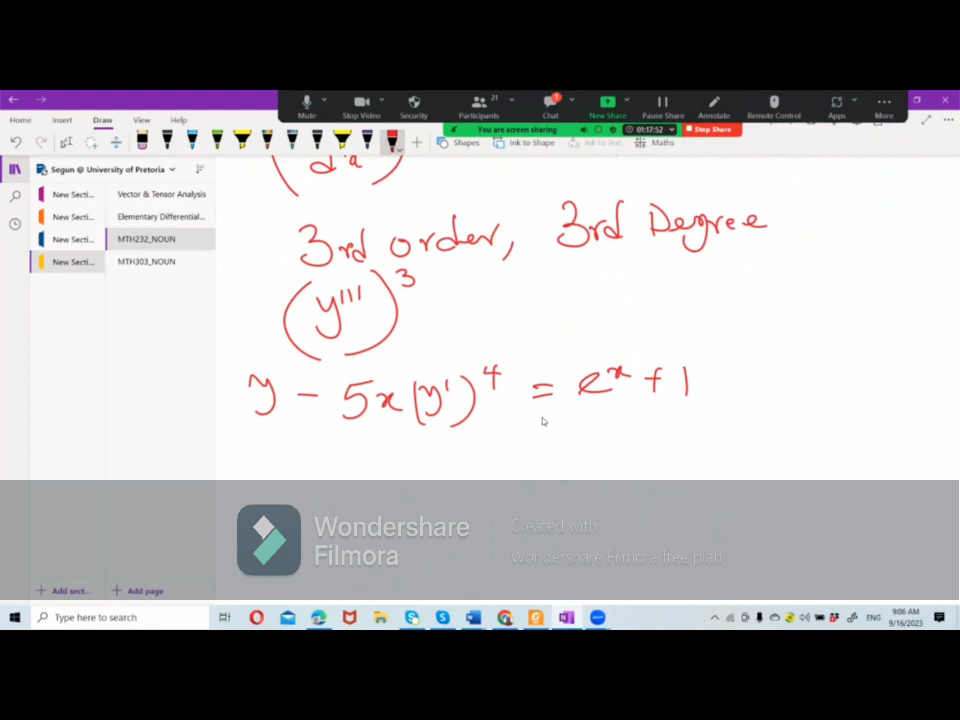 Mute
Stop Video
Security
Participants
21
Chat
1
New Share
Pause Share
Annotate
Remote Control
Apps
More
Home
Insert
Draw
View
Help
You are screen sharing
01:17:52
Stop Share
Shapes
Ink to Shape
Ink to Text
Maths
Segun @ University of Pretoria
New Secti...
Vector & Tensor Analysis
New Secti...
Elementary Differential...
New Secti...
MTH232_NOUN
New Secti...
MTH303_NOUN
3rd order, 3rd Degree
(y''')^3
y - 5x(y')^4 = e^x + 1
Wondershare
Filmora
Created with
Wondershare Filmora free plan
+ Add sect...
+ Add page
Type here to search
ENG
9:06 AM
9/16/2023